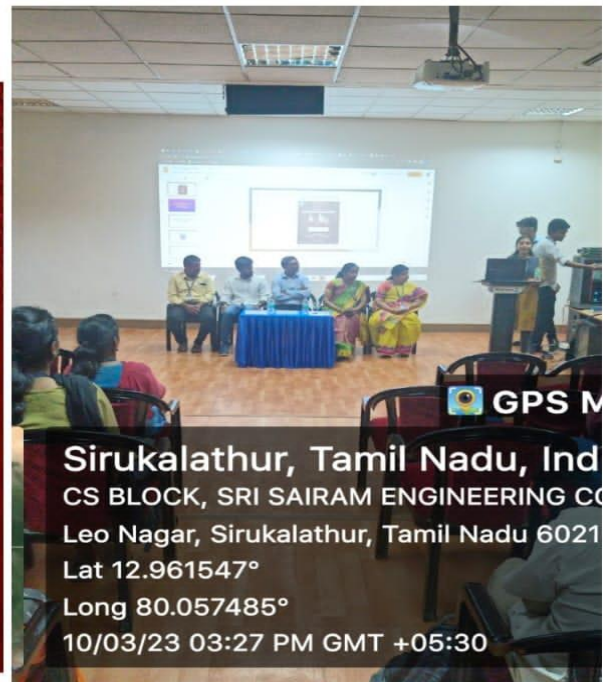 GPS M
Sirukalathur, Tamil Nadu, Ind
CS BLOCK, SRI SAIRAM ENGINEERING CO
Leo Nagar, Sirukalathur, Tamil Nadu 6021
Lat 12.961547°
Long 80.057485°
10/03/23 03:27 PM GMT +05:30